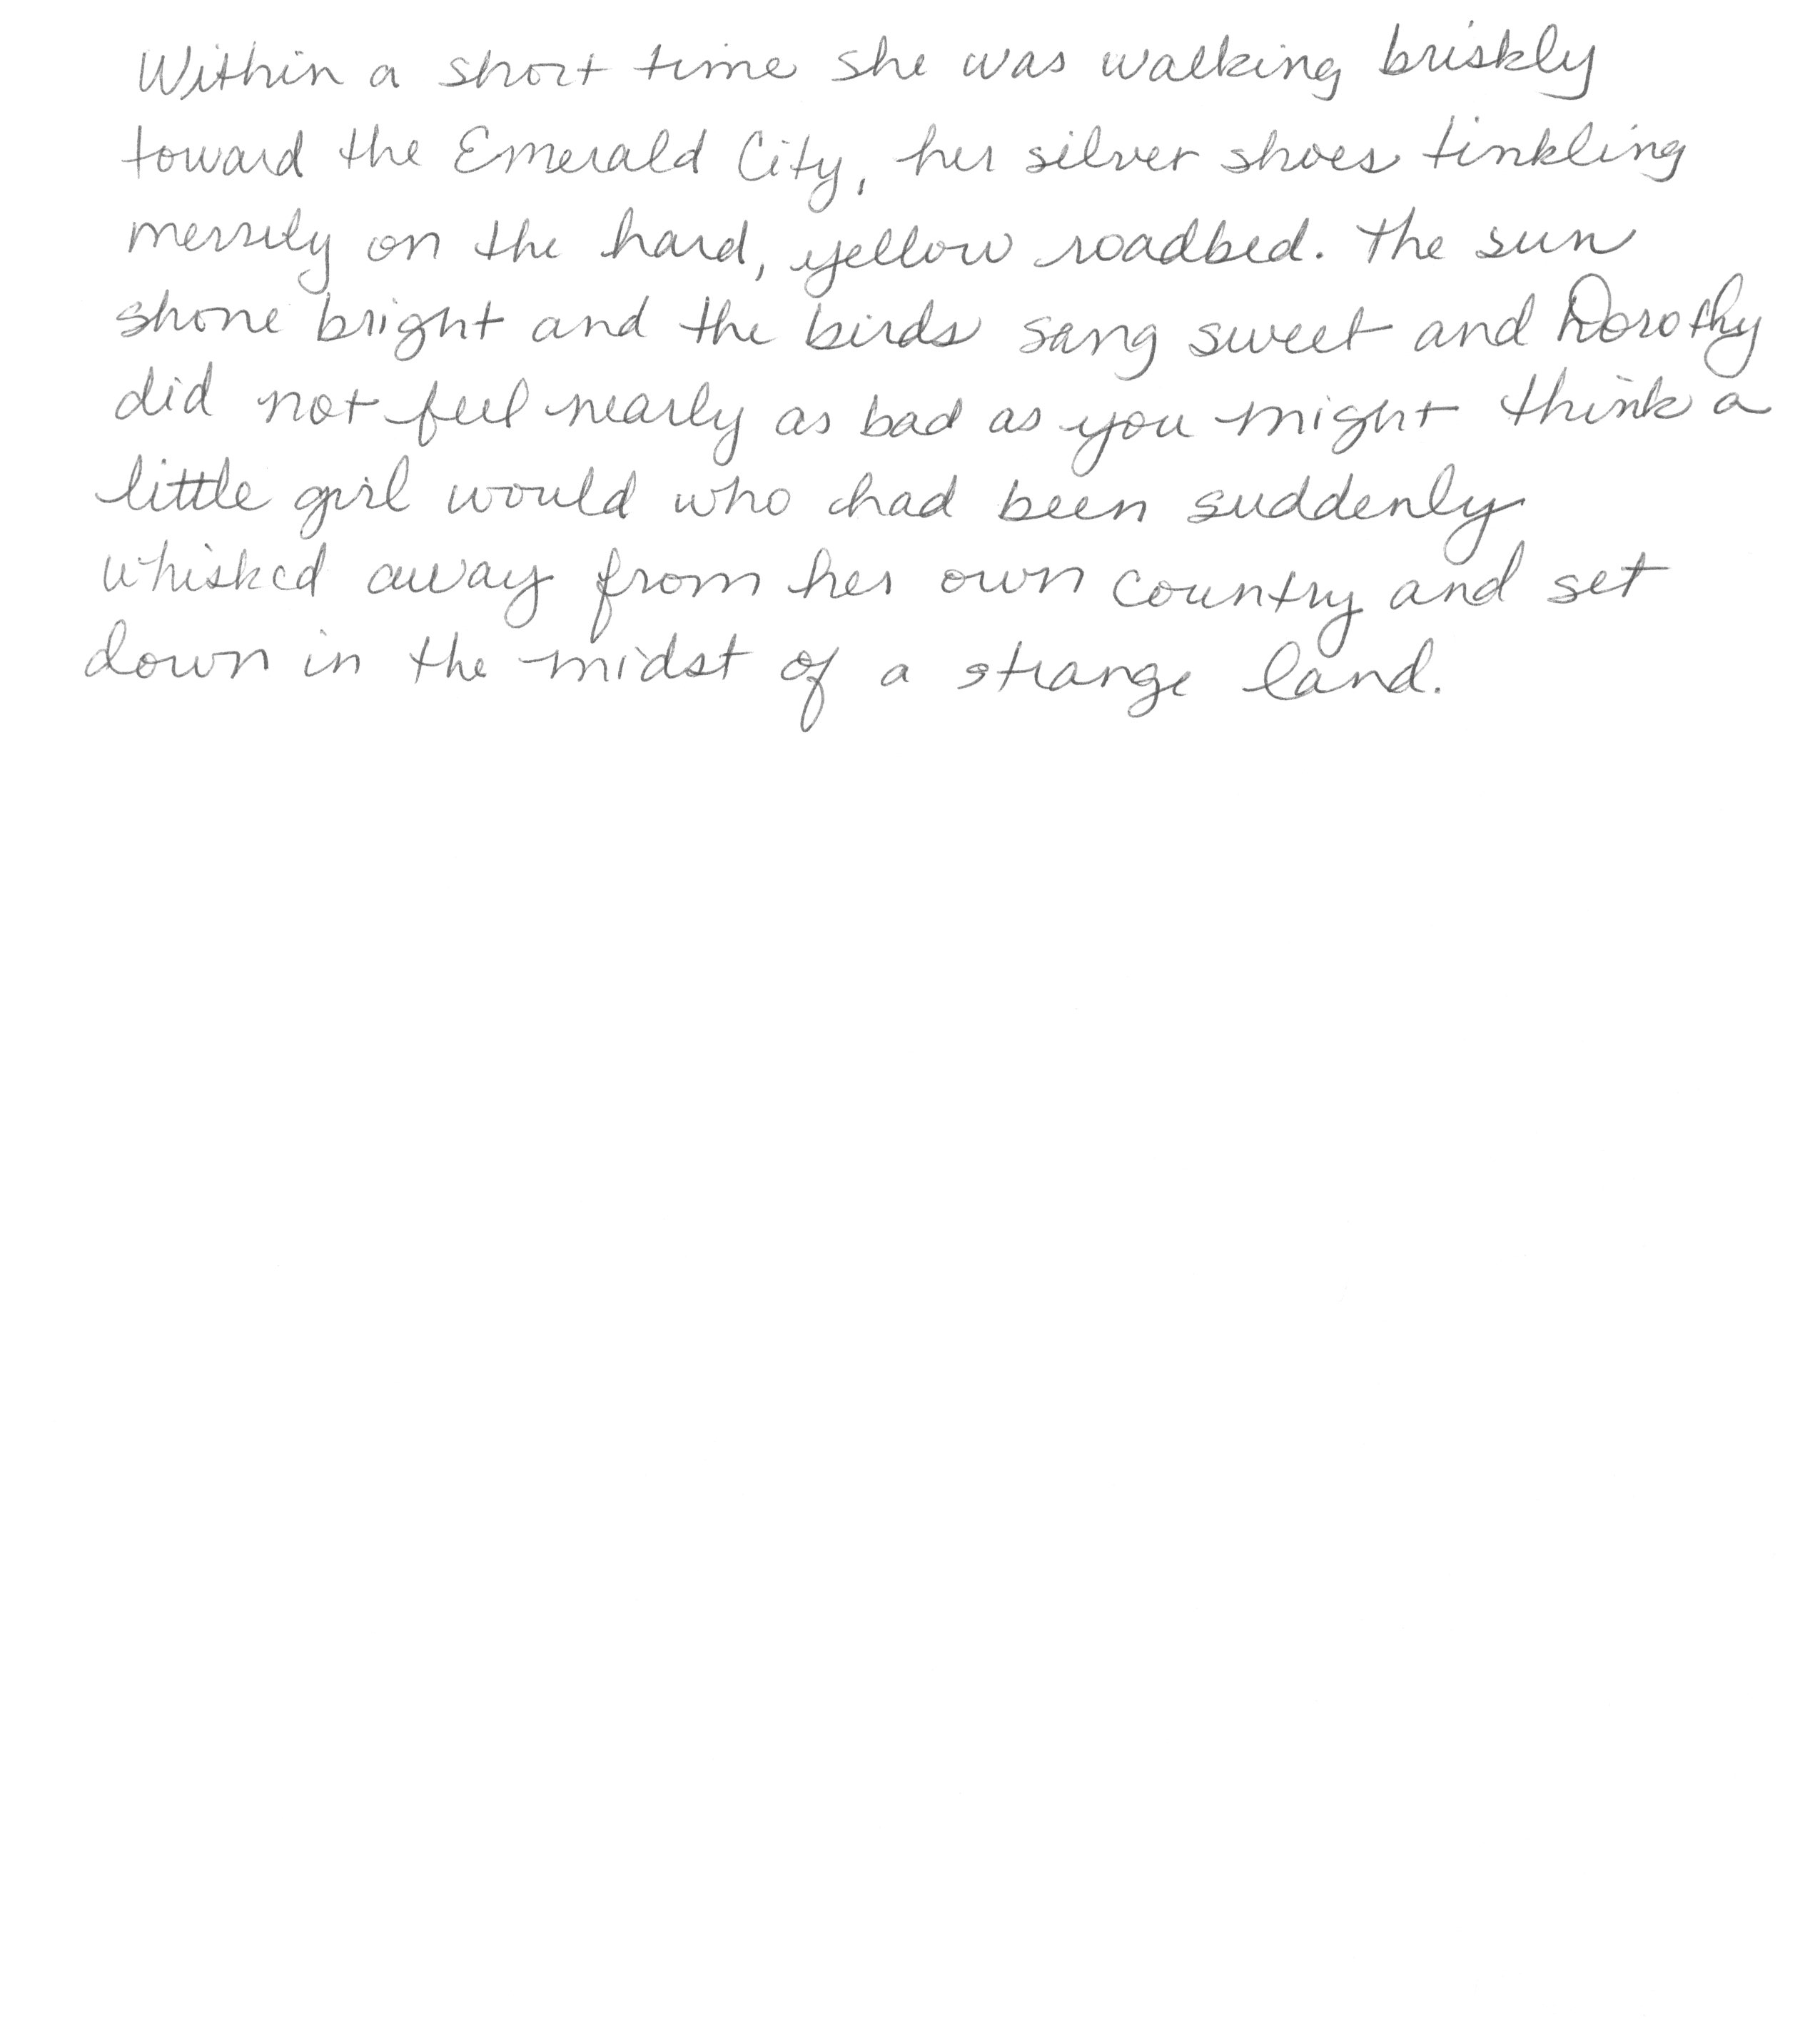 Within a short time she was walking briskly
toward the Emerald City, her silver shoes tinkling
merrily on the hard, yellow roadbed. The sun
shone bright and the birds sang sweet and Dorothy
did not feel nearly as bad as you might think a
little girl would who had been suddenly
whisked away from her own country and set
down in the midst of a strange land.